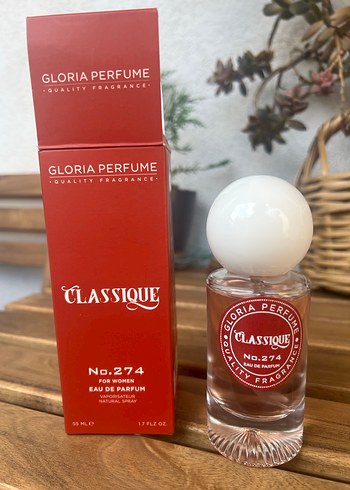 GLORIA PERFUME
· QUALITY FRAGRANCE ·
GLORIA PERFUME
· QUALITY FRAGRANCE ·
CLASSIQUE
No.274
FOR WOMEN
EAU DE PARFUM
VAPORISATEUR
NATURAL SPRAY
55 ML ℮
1.7 FL.2 OZ.
GLORIA PERFUME
CLASSIQUE
No.274
EAU DE PARFUM
QUALITY FRAGRANCE